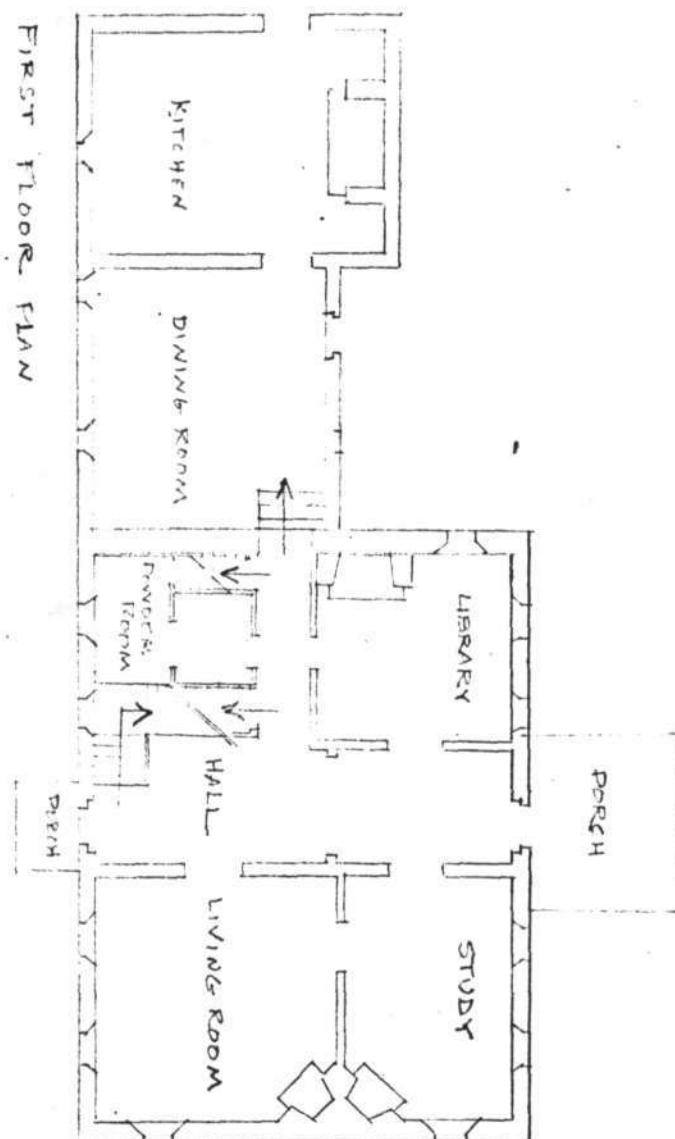 FIRST FLOOR PLAN
KITCHEN
DINING ROOM
POWDER
ROOM
LIBRARY
HALL
PORCH
PORCH
LIVING ROOM
STUDY